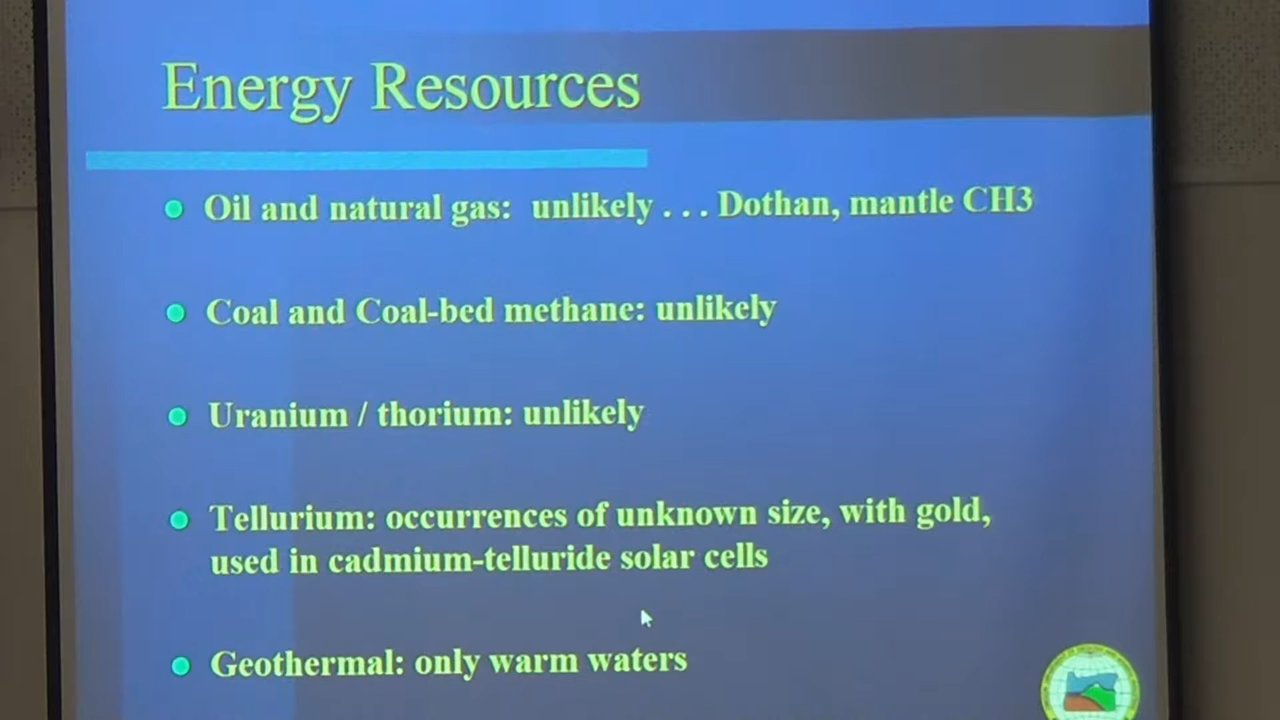 Energy Resources
Oil and natural gas: unlikely . . . Dothan, mantle CH3
Coal and Coal-bed methane: unlikely
Uranium / thorium: unlikely
Tellurium: occurrences of unknown size, with gold,
used in cadmium-telluride solar cells
Geothermal: only warm waters